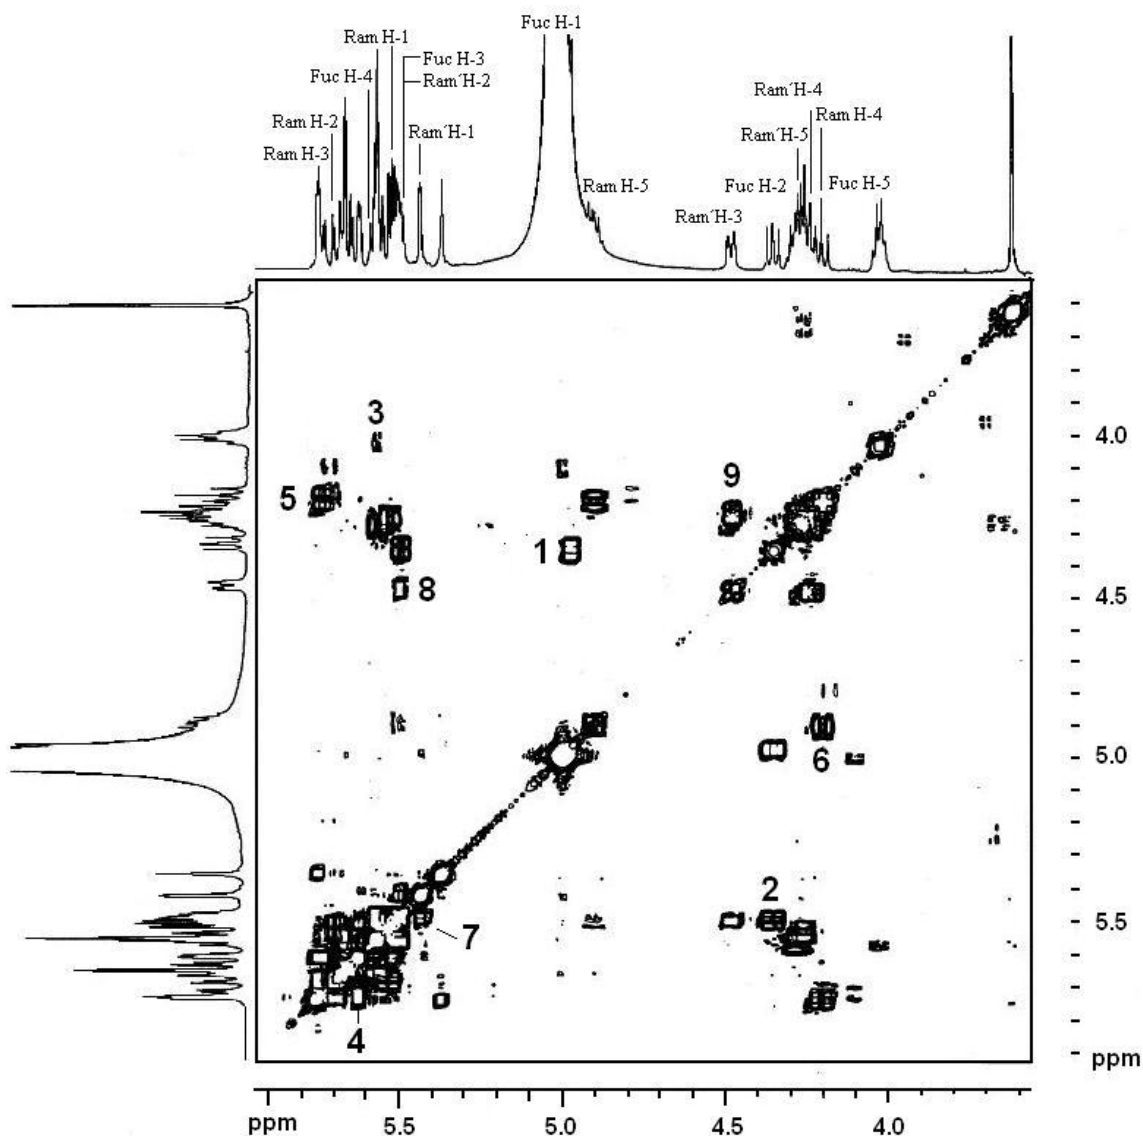 Fuc H-1
Ram H-1
Fuc H-3
Fuc H-4
Ram´H-2
Ram´H-4
Ram H-2
Ram´H-1
Ram´H-5
Ram H-4
Ram H-3
Ram H-5
Fuc H-2
Fuc H-5
Ram´H-3
3
4.0
5
9
1
8
4.5
5.0
6
2
5.5
7
4
ppm
ppm
5.5
5.0
4.5
4.0